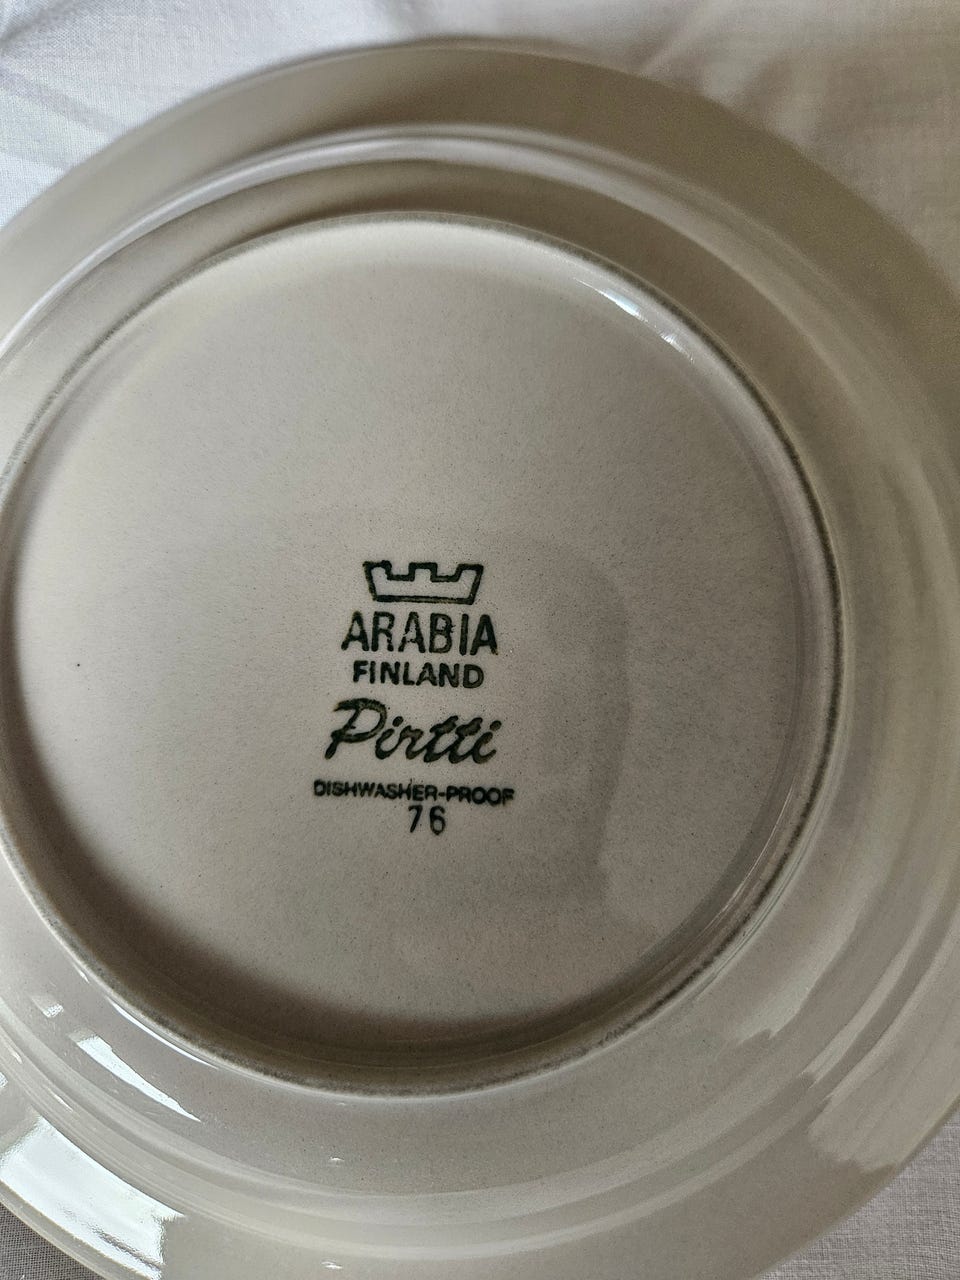 ARABIA
FINLAND
Pirtti
DISHWASHER-PROOF
76